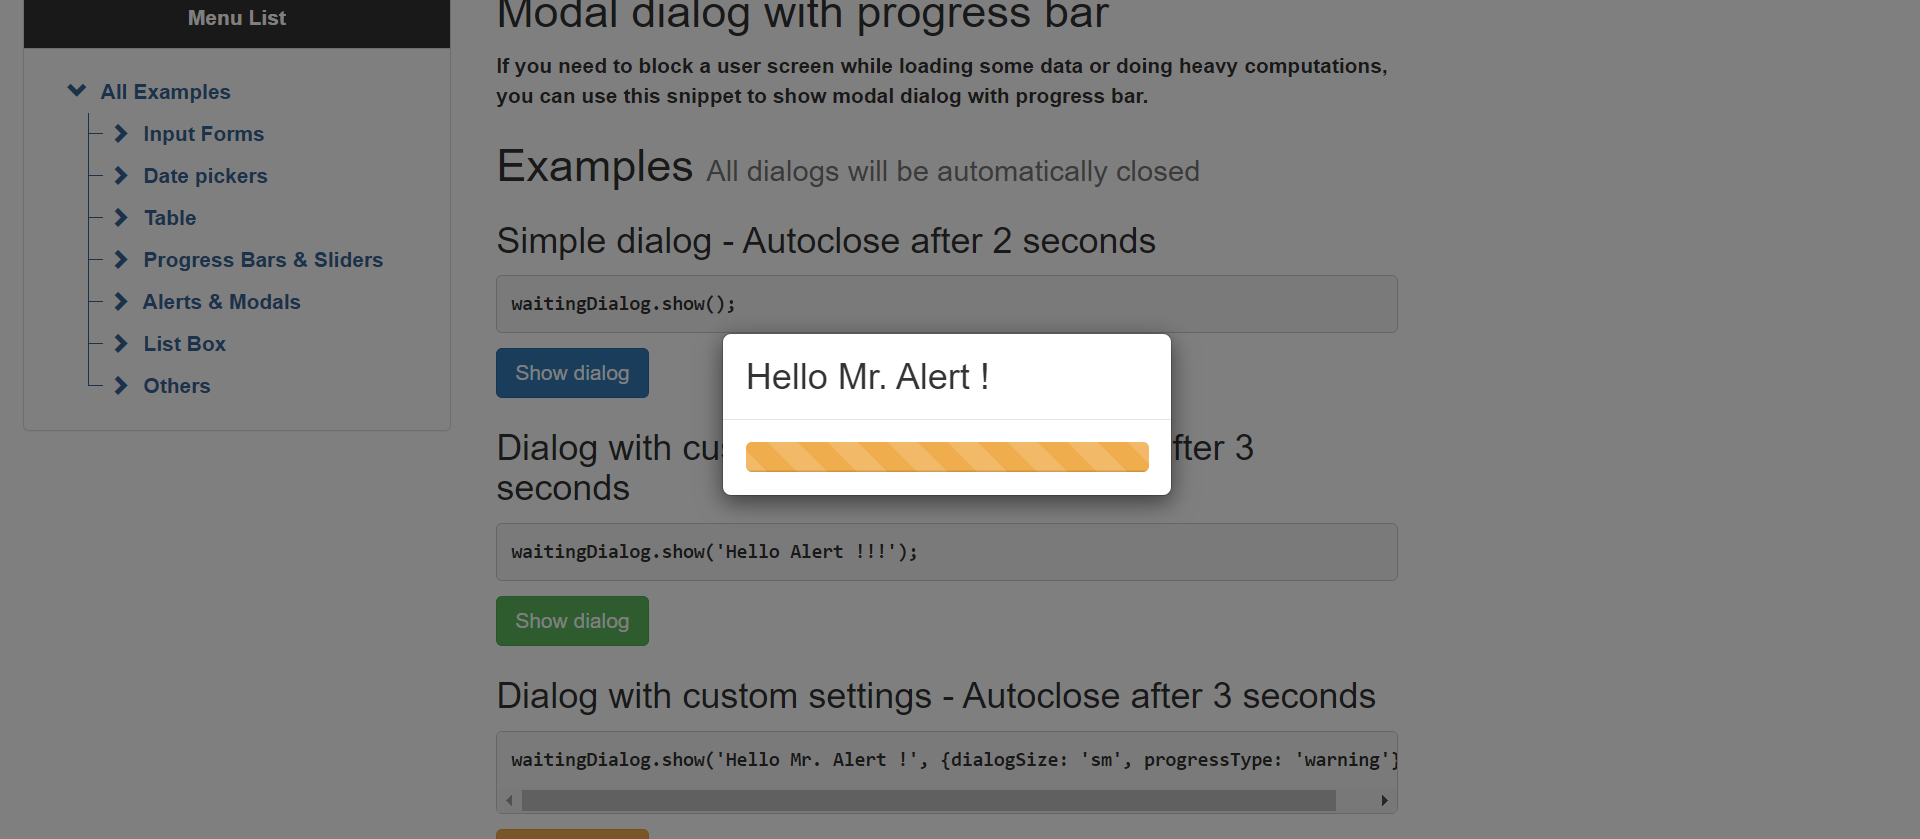 Menu List
All Examples
Input Forms
Date pickers
Table
Progress Bars & Sliders
Alerts & Modals
List Box
Others
Modal dialog with progress bar
If you need to block a user screen while loading some data or doing heavy computations,
you can use this snippet to show modal dialog with progress bar.
Examples All dialogs will be automatically closed
Simple dialog - Autoclose after 2 seconds
waitingDialog.show();
Show dialog
Hello Mr. Alert !
Dialog with cus fter 3
seconds
waitingDialog.show('Hello Alert !!!');
Show dialog
Dialog with custom settings - Autoclose after 3 seconds
waitingDialog.show('Hello Mr. Alert !', {dialogSize: 'sm', progressType: 'warning'}